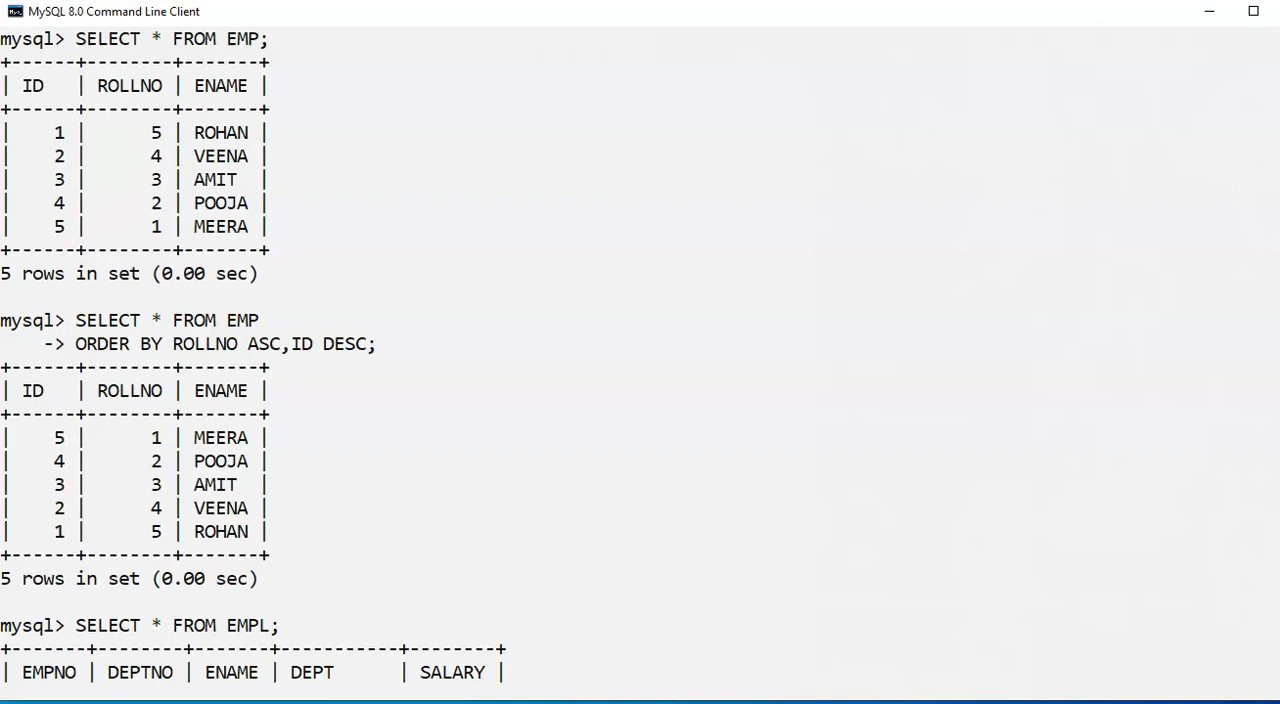 MySQL 8.0 Command Line Client
mysql> SELECT * FROM EMP;
+------+--------+-------+
| ID   | ROLLNO | ENAME |
+------+--------+-------+
|    1 |      5 | ROHAN |
|    2 |      4 | VEENA |
|    3 |      3 | AMIT  |
|    4 |      2 | POOJA |
|    5 |      1 | MEERA |
+------+--------+-------+
5 rows in set (0.00 sec)
mysql> SELECT * FROM EMP
    -> ORDER BY ROLLNO ASC,ID DESC;
+------+--------+-------+
| ID   | ROLLNO | ENAME |
+------+--------+-------+
|    5 |      1 | MEERA |
|    4 |      2 | POOJA |
|    3 |      3 | AMIT  |
|    2 |      4 | VEENA |
|    1 |      5 | ROHAN |
+------+--------+-------+
5 rows in set (0.00 sec)
mysql> SELECT * FROM EMPL;
+-------+--------+-------+-----------+--------+
| EMPNO | DEPTNO | ENAME | DEPT      | SALARY |